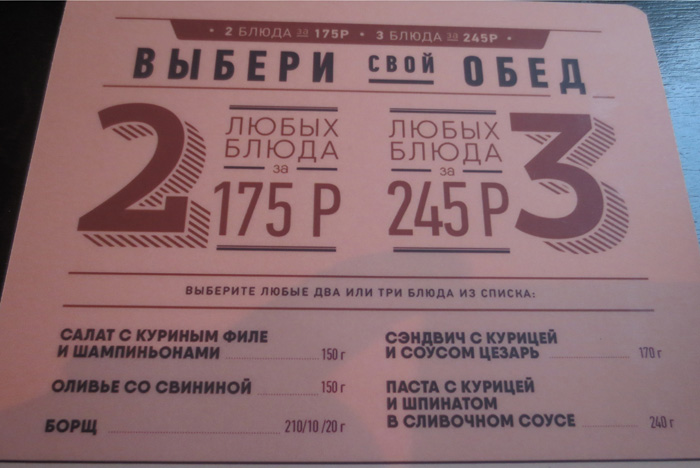 • 2 БЛЮДА ЗА 175Р • 3 БЛЮДА ЗА 245Р •
ВЫБЕРИ СВОЙ ОБЕД
2 ЛЮБЫХ
БЛЮДА
за
175 Р
ЛЮБЫХ 3
БЛЮДА
за
245 Р
ВЫБЕРИТЕ ЛЮБЫЕ ДВА ИЛИ ТРИ БЛЮДА ИЗ СПИСКА:
САЛАТ С КУРИНЫМ ФИЛЕ
И ШАМПИНЬОНАМИ 150 г
ОЛИВЬЕ СО СВИНИНОЙ 150 г
БОРЩ 210/10 /20 г
СЭНДВИЧ С КУРИЦЕЙ
И СОУСОМ ЦЕЗАРЬ 170 г
ПАСТА С КУРИЦЕЙ
И ШПИНАТОМ
В СЛИВОЧНОМ СОУСЕ 240 г